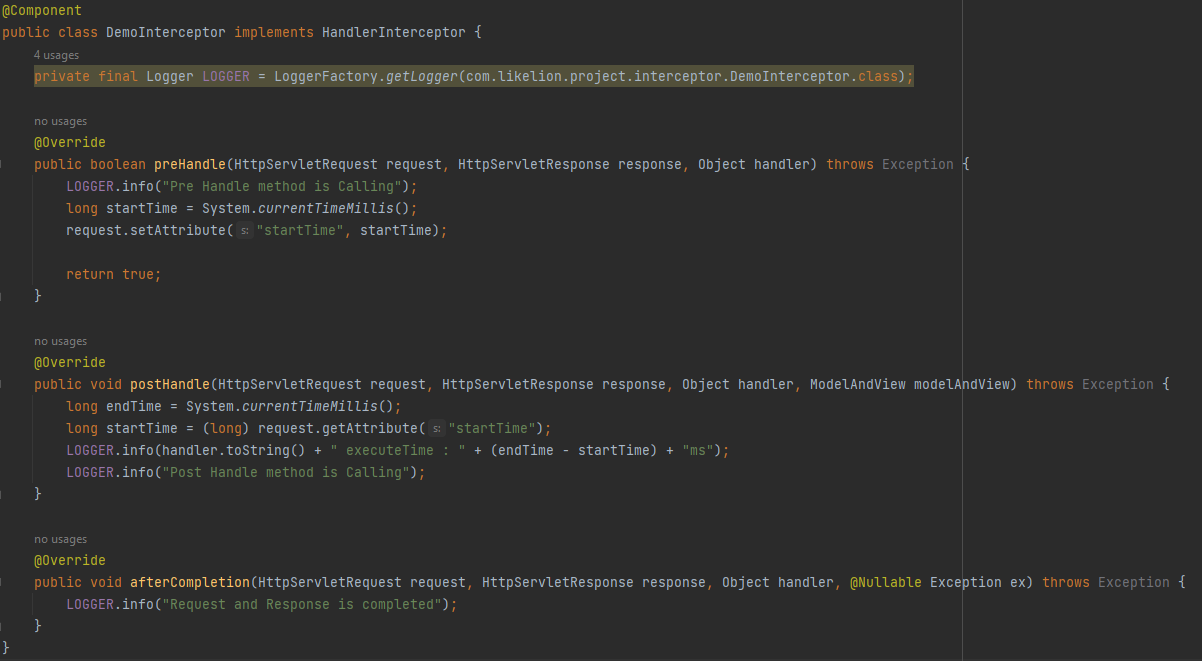 @Component
public class DemoInterceptor implements HandlerInterceptor {
4 usages
private final Logger LOGGER = LoggerFactory.getLogger(com.likelion.project.interceptor.DemoInterceptor.class);
no usages
@Override
public boolean preHandle(HttpServletRequest request, HttpServletResponse response, Object handler) throws Exception {
LOGGER.info("Pre Handle method is Calling");
long startTime = System.currentTimeMillis();
request.setAttribute( s: "startTime", startTime);
return true;
}
no usages
@Override
public void postHandle(HttpServletRequest request, HttpServletResponse response, Object handler, ModelAndView modelAndView) throws Exception {
long endTime = System.currentTimeMillis();
long startTime = (long) request.getAttribute( s: "startTime");
LOGGER.info(handler.toString() + " executeTime : " + (endTime - startTime) + "ms");
LOGGER.info("Post Handle method is Calling");
}
no usages
@Override
public void afterCompletion(HttpServletRequest request, HttpServletResponse response, Object handler, @Nullable Exception ex) throws Exception {
LOGGER.info("Request and Response is completed");
}
}